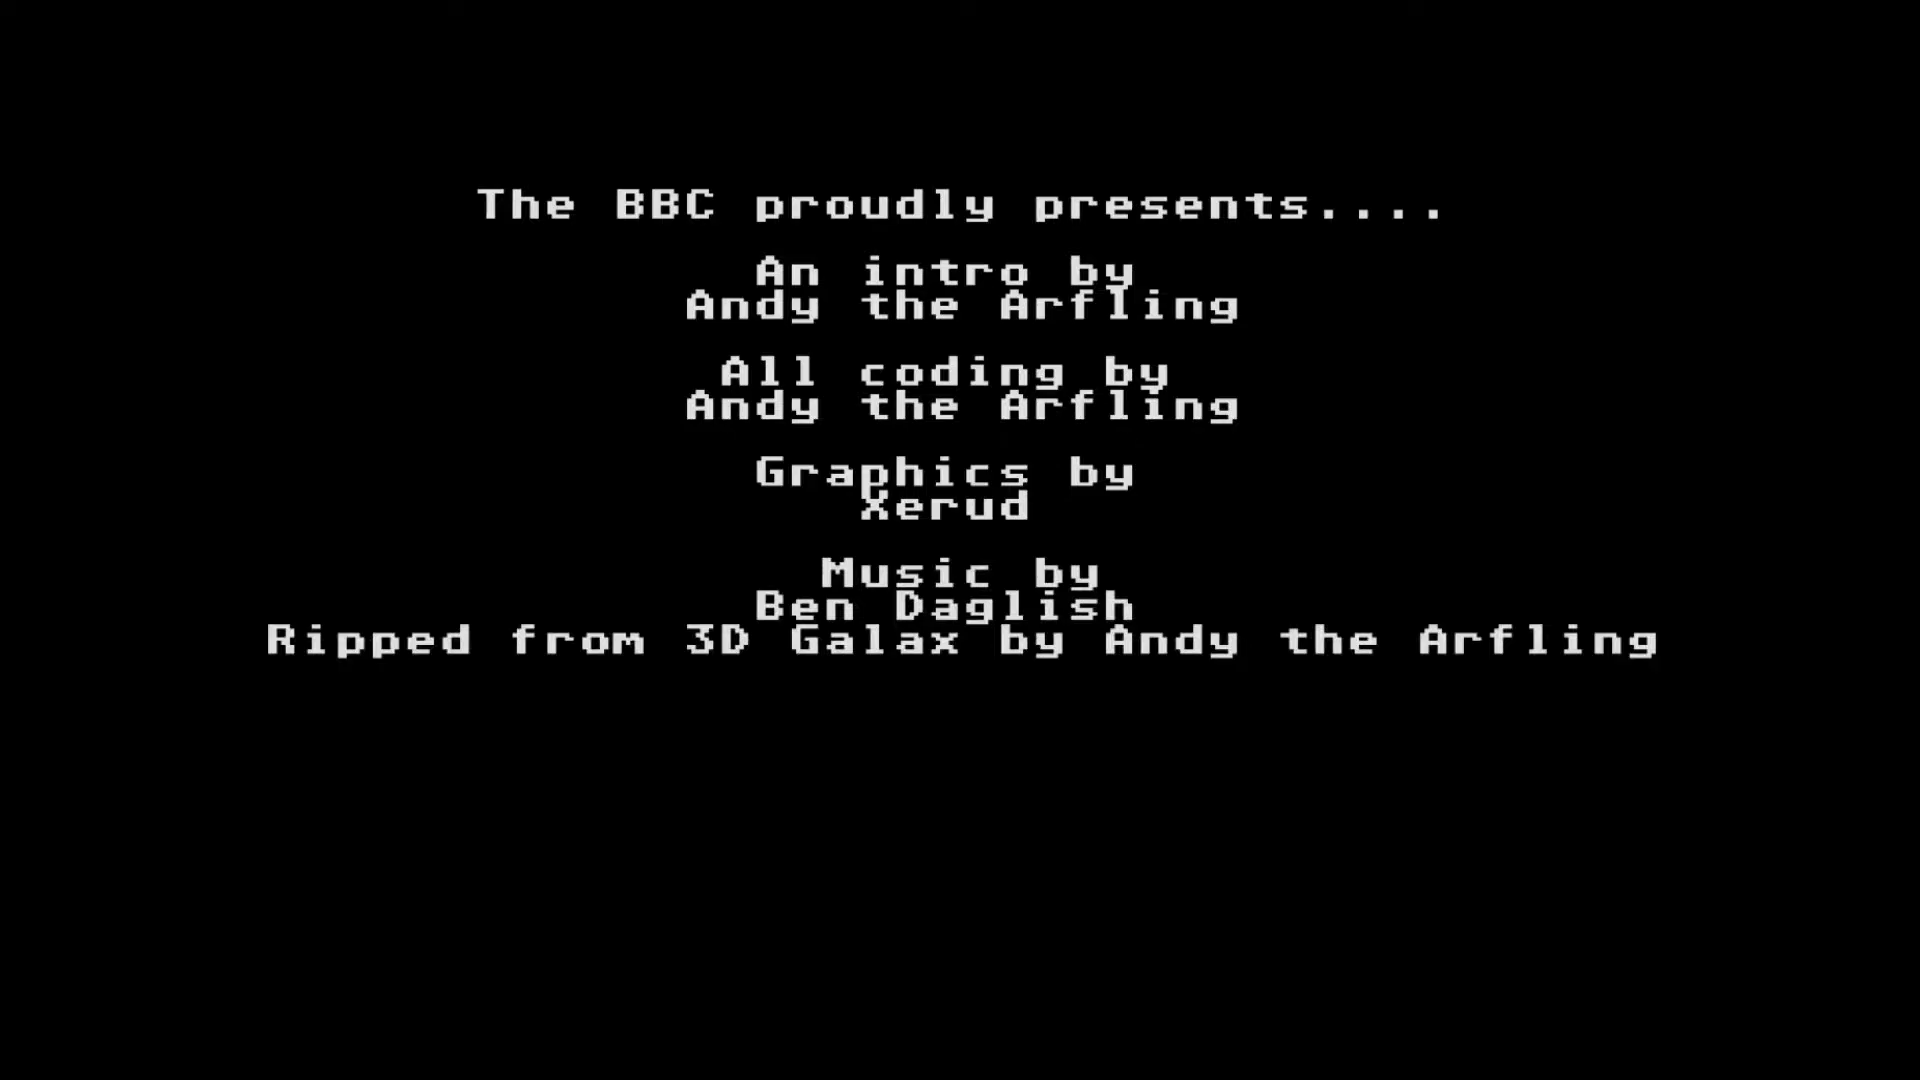 The BBC proudly presents....
An intro by
Andy the Arfling
All coding by
Andy the Arfling
Graphics by
Xerud
Music by
Ben Daglish
Ripped from 3D Galax by Andy the Arfling